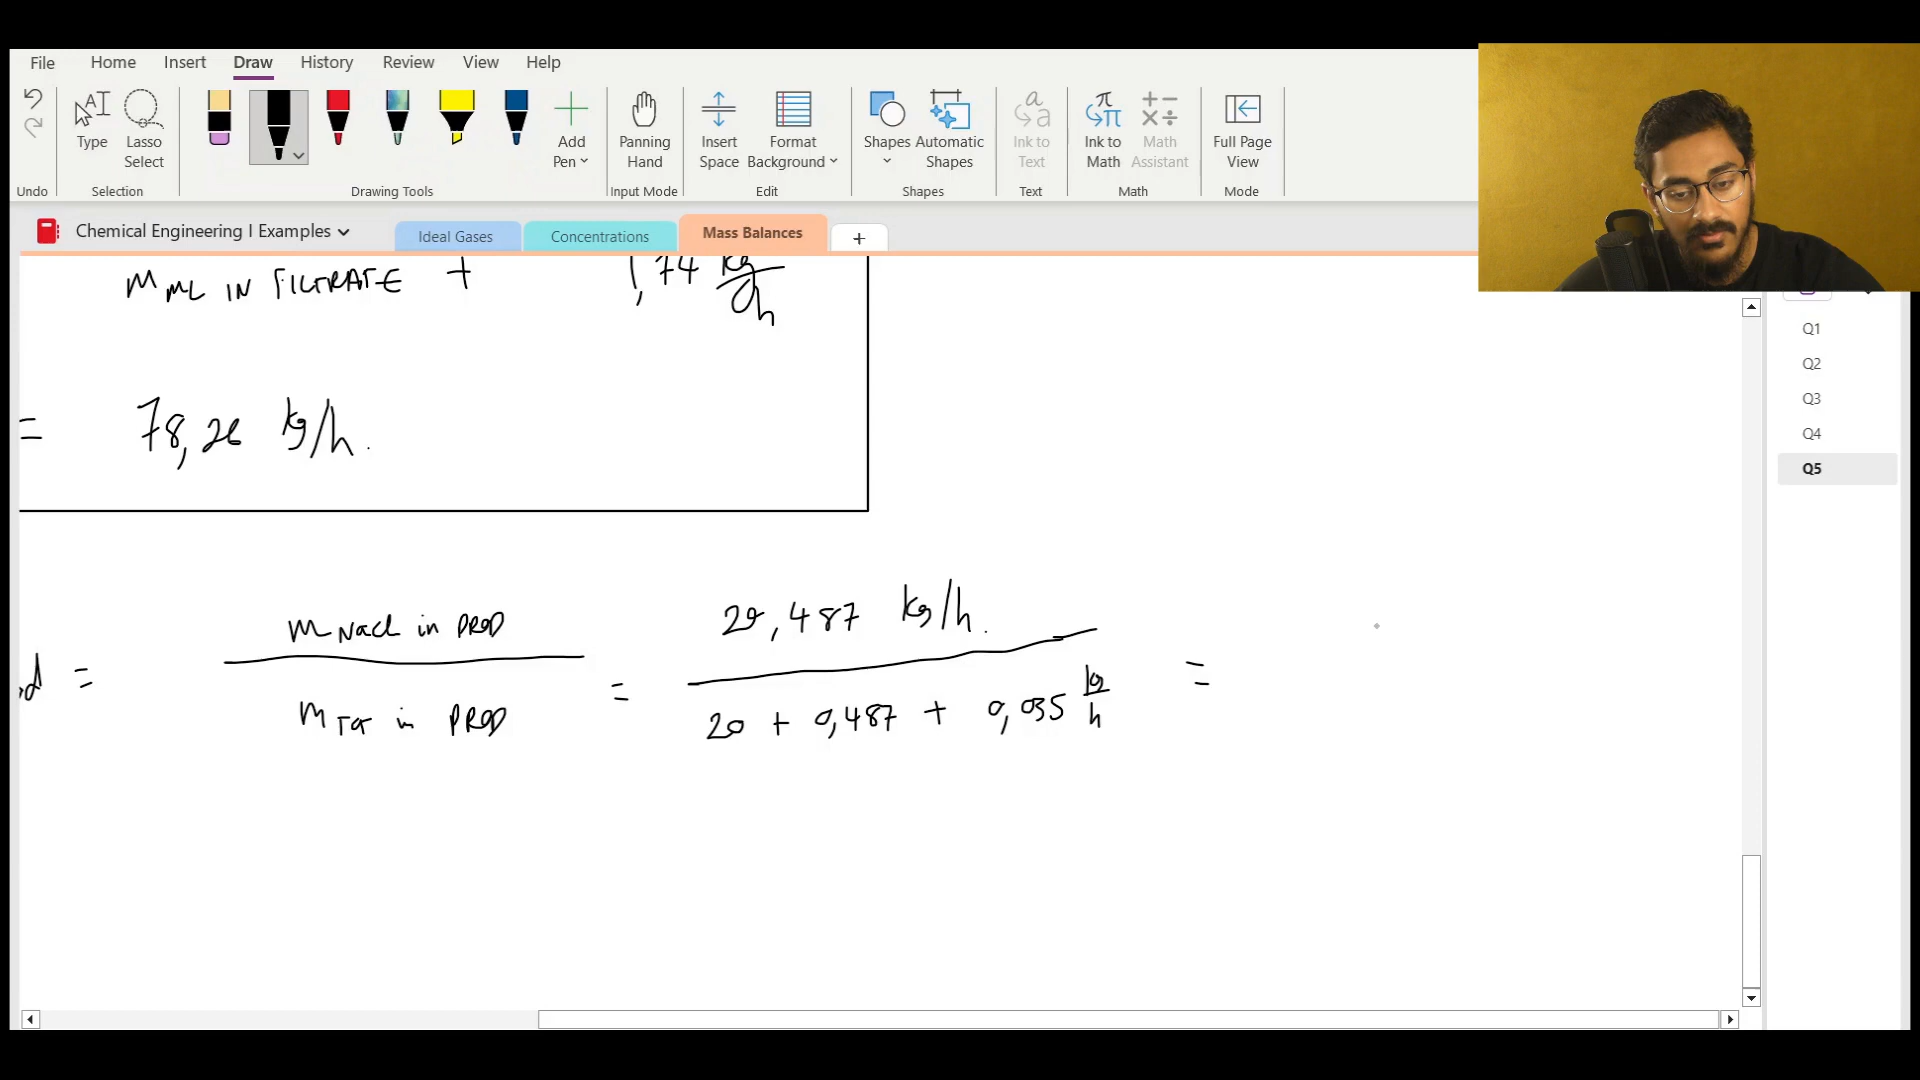 File Home Insert Draw History Review View Help
Type Lasso Select Add Pen Panning Hand Insert Space Format Background Shapes Automatic Shapes Ink to Text Ink to Math Math Assistant Full Page View
Undo Selection Drawing Tools Input Mode Edit Shapes Text Math Mode
Chemical Engineering I Examples Ideal Gases Concentrations Mass Balances +
m ML IN FILTRATE + 1,74 kg/h
= 78,26 kg/h.
Q1
Q2
Q3
Q4
Q5
od = m NaCl in PROD / m TOT in PROD = 20,487 kg/h. / 20 + 0,487 + 0,035 kg/h =